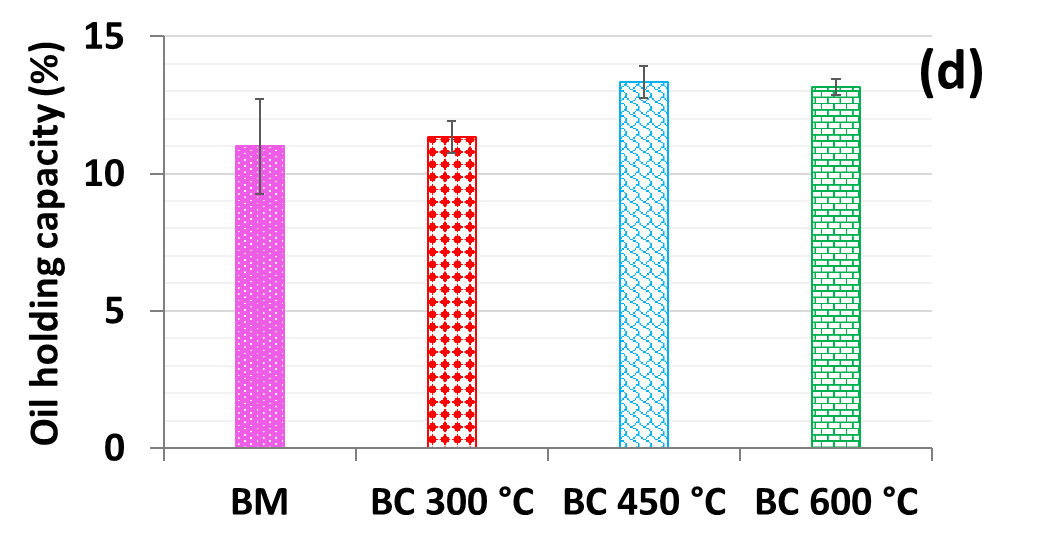 Oil holding capacity (%)
15
10
5
0
(d)
BM
BC 300 °C
BC 450 °C
BC 600 °C